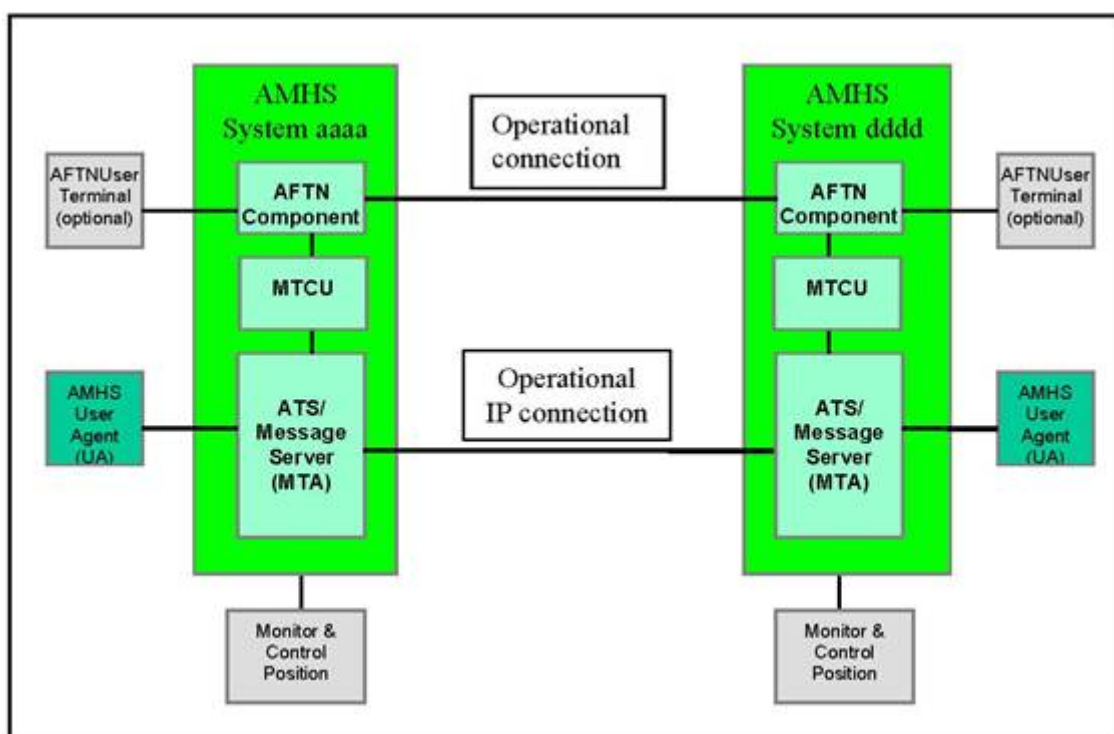 AMHS
System aaaa
AFTNUser
Terminal
(optional)
AFTN
Component
MTCU
AMHS
User
Agent
(UA)
ATS/
Message
Server
(MTA)
Monitor &
Control
Position
Operational
connection
Operational
IP connection
AMHS
System dddd
AFTN
Component
AFTNUser
Terminal
(optional)
MTCU
ATS/
Message
Server
(MTA)
AMHS
User
Agent
(UA)
Monitor &
Control
Position